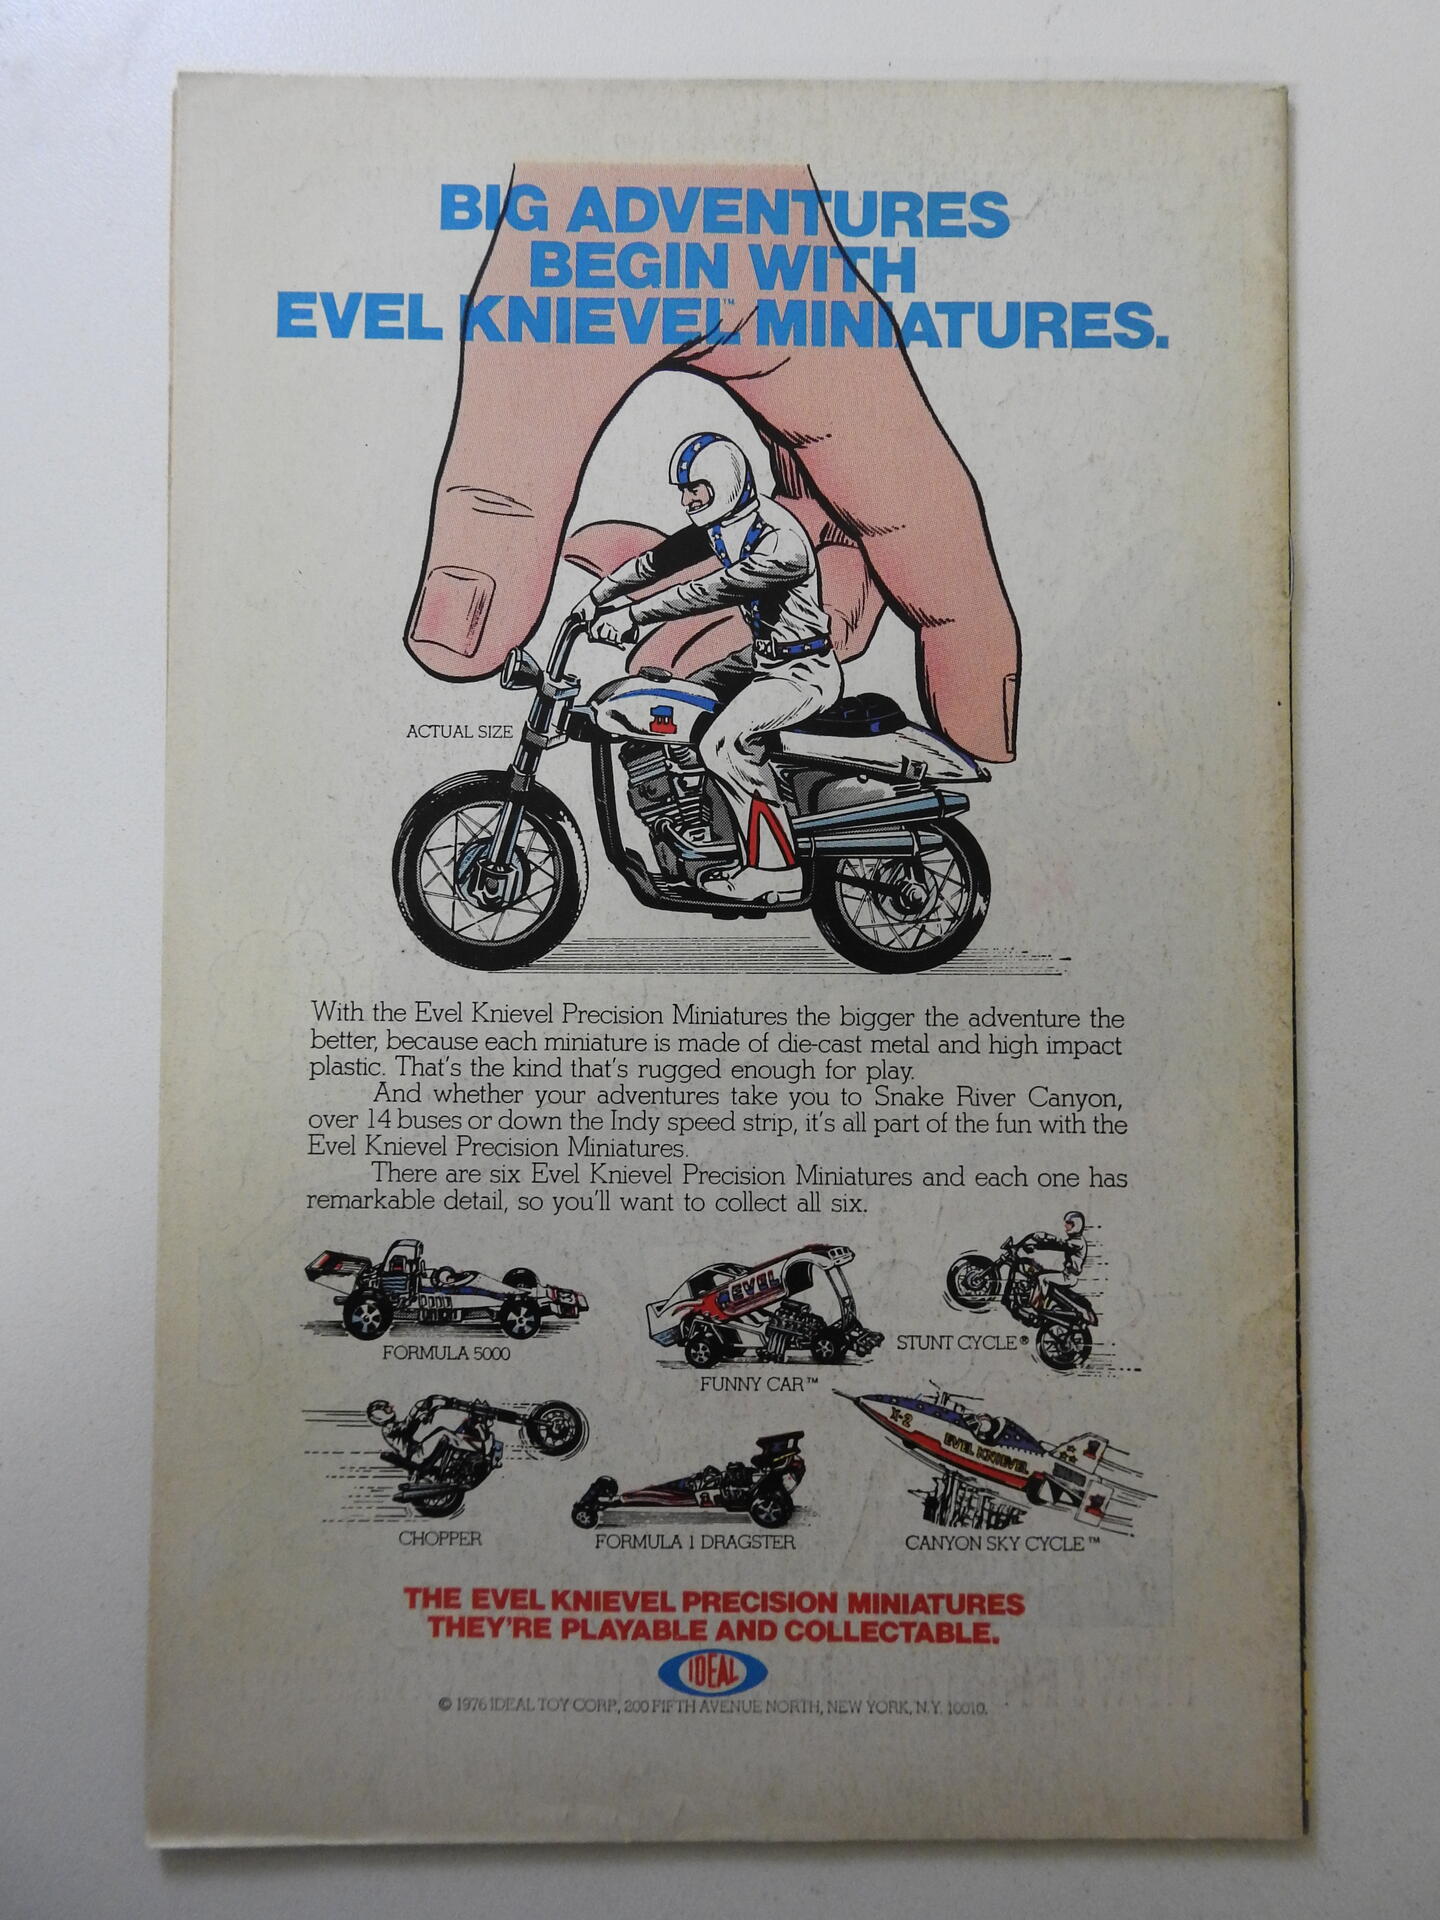 BIG ADVENTURES
BEGIN WITH
EVEL KNIEVEL™ MINIATURES.
ACTUAL SIZE
1
With the Evel Knievel Precision Miniatures the bigger the adventure the
better, because each miniature is made of die-cast metal and high impact
plastic. That's the kind that's rugged enough for play.
And whether your adventures take you to Snake River Canyon,
over 14 buses or down the Indy speed strip, it's all part of the fun with the
Evel Knievel Precision Miniatures.
There are six Evel Knievel Precision Miniatures and each one has
remarkable detail, so you'll want to collect all six.
EVEL
FORMULA 5000
FUNNY CAR™
STUNT CYCLE®
X-2
EVEL KNIEVEL
CHOPPER
FORMULA 1 DRAGSTER
CANYON SKY CYCLE™
THE EVEL KNIEVEL PRECISION MINIATURES
THEY'RE PLAYABLE AND COLLECTABLE.
IDEAL
© 1976 IDEAL TOY CORP., 200 FIFTH AVENUE NORTH, NEW YORK, N.Y. 10010.